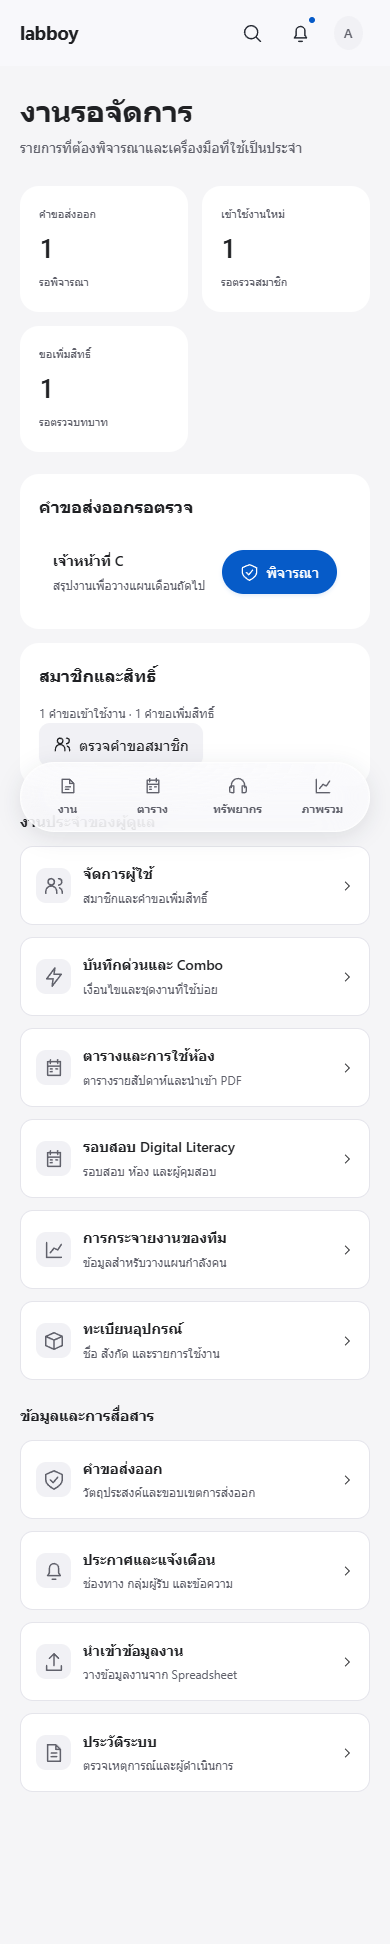 labboy
A
งานรอจัดการ
รายการที่ต้องพิจารณาและเครื่องมือที่ใช้เป็นประจำ
คำขอส่งออก
1
รอพิจารณา
เข้าใช้งานใหม่
1
รอตรวจสมาชิก
ขอเพิ่มสิทธิ์
1
รอตรวจบทบาท
คำขอส่งออกรอตรวจ
เจ้าหน้าที่ C
สรุปงานเพื่อวางแผนเดือนถัดไป
พิจารณา
สมาชิกและสิทธิ์
1 คำขอเข้าใช้งาน · 1 คำขอเพิ่มสิทธิ์
ตรวจคำขอสมาชิก
งาน
ตาราง
ทรัพยากร
ภาพรวม
งานประจำของผู้ดูแล
จัดการผู้ใช้
สมาชิกและคำขอเพิ่มสิทธิ์
บันทึกด่วนและ Combo
เงื่อนไขและชุดงานที่ใช้บ่อย
ตารางและการใช้ห้อง
ตารางรายสัปดาห์และนำเข้า PDF
รอบสอบ Digital Literacy
รอบสอบ ห้อง และผู้คุมสอบ
การกระจายงานของทีม
ข้อมูลสำหรับวางแผนกำลังคน
ทะเบียนอุปกรณ์
ชื่อ สังกัด และรายการใช้งาน
ข้อมูลและการสื่อสาร
คำขอส่งออก
วัตถุประสงค์และขอบเขตการส่งออก
ประกาศและแจ้งเตือน
ช่องทาง กลุ่มผู้รับ และข้อความ
นำเข้าข้อมูลงาน
วางข้อมูลงานจาก Spreadsheet
ประวัติระบบ
ตรวจเหตุการณ์และผู้ดำเนินการ